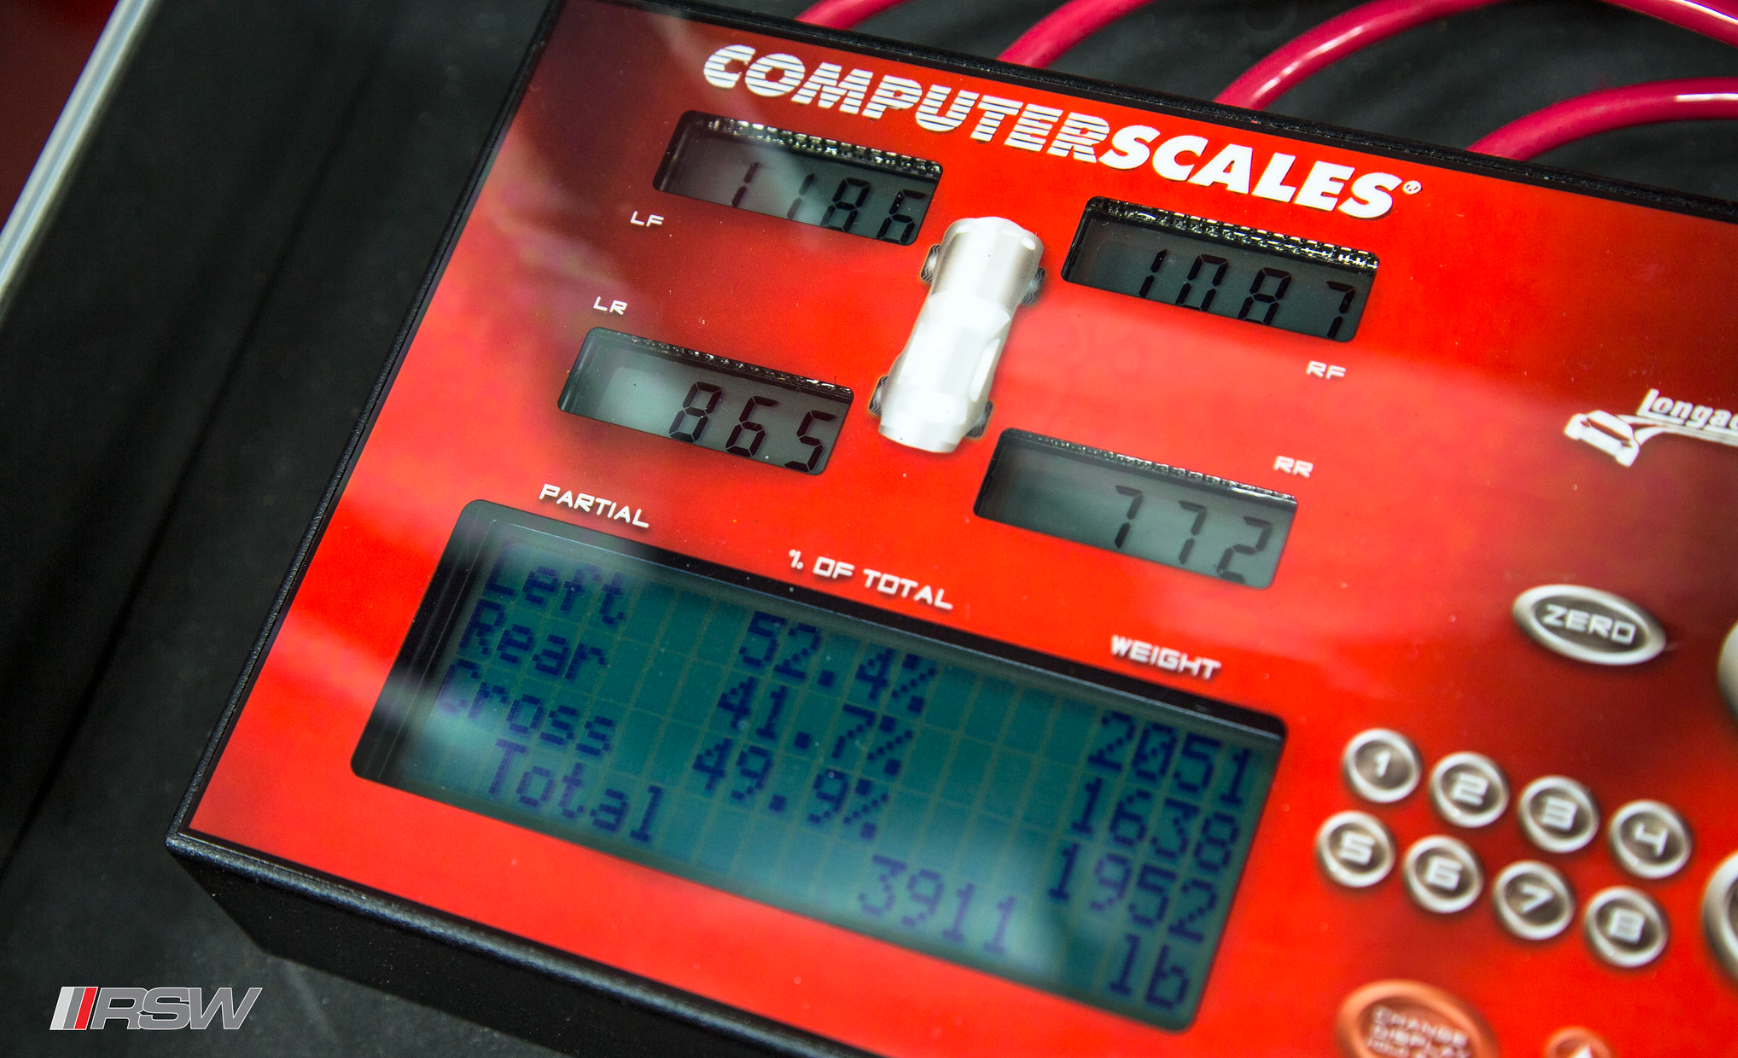 COMPUTERSCALES®
1186
LF
1087
RF
LR
865
RR
772
PARTIAL
% OF TOTAL
WEIGHT
Left 52.4% 2051
Rear 41.7% 1638
Cross 49.9% 1952
Total 3911 lb
ZERO
1 2 3 4
5 6 7 8
CHANGE
DISPLAY
RSW